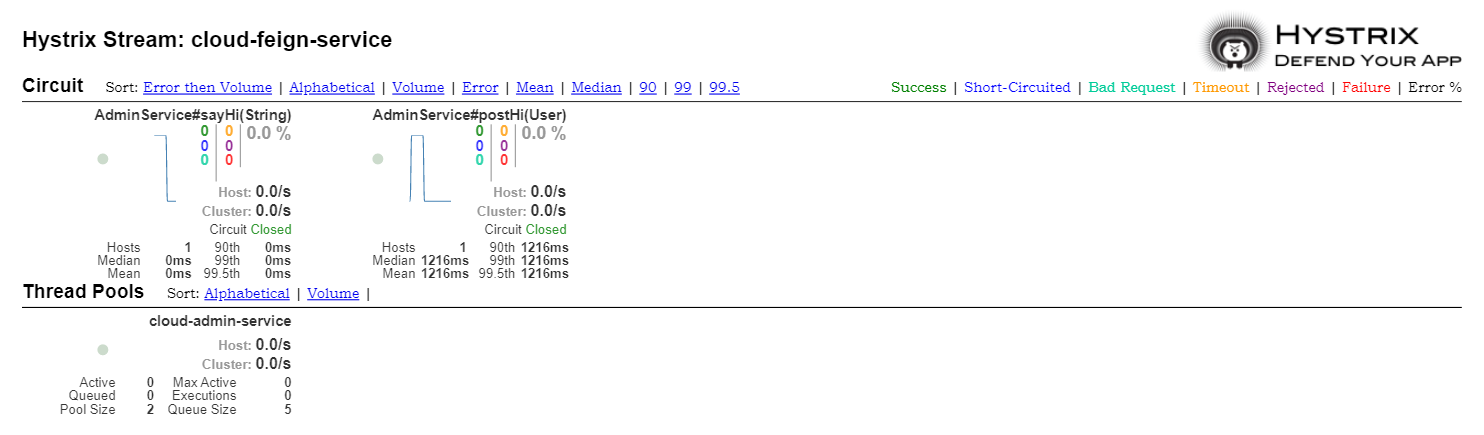 Hystrix Stream: cloud-feign-service
HYSTRIX
DEFEND YOUR APP
Circuit Sort: Error then Volume | Alphabetical | Volume | Error | Mean | Median | 90 | 99 | 99.5
Success | Short-Circuited | Bad Request | Timeout | Rejected | Failure | Error %
AdminService#sayHi(String)
0 0 0.0 %
0 0
0 0
Host: 0.0/s
Cluster: 0.0/s
Circuit Closed
Hosts 1 90th 0ms
Median 0ms 99th 0ms
Mean 0ms 99.5th 0ms
AdminService#postHi(User)
0 0 0.0 %
0 0
0 0
Host: 0.0/s
Cluster: 0.0/s
Circuit Closed
Hosts 1 90th 1216ms
Median 1216ms 99th 1216ms
Mean 1216ms 99.5th 1216ms
Thread Pools Sort: Alphabetical | Volume |
cloud-admin-service
Host: 0.0/s
Cluster: 0.0/s
Active 0 Max Active 0
Queued 0 Executions 0
Pool Size 2 Queue Size 5